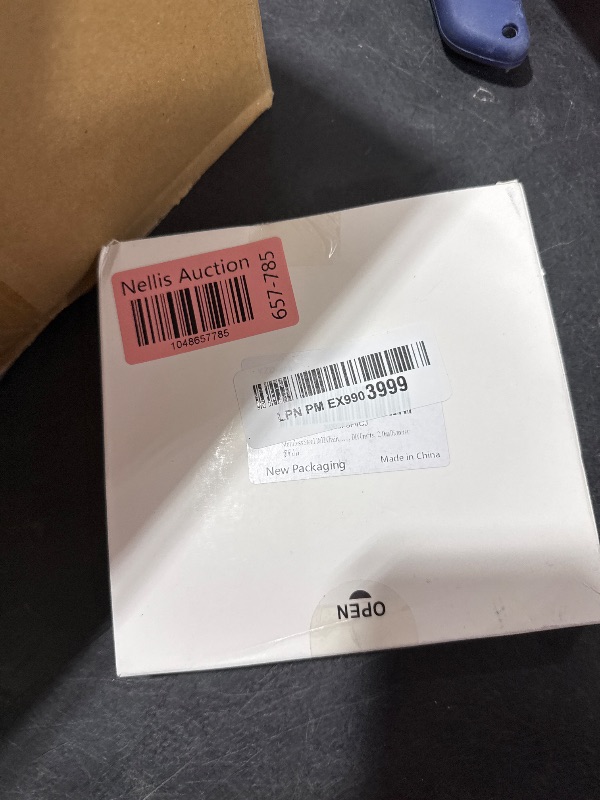 Nellis Auction
1048657785
657-785
LPN PM EX9903999
New Packaging
Made in China
OPEN